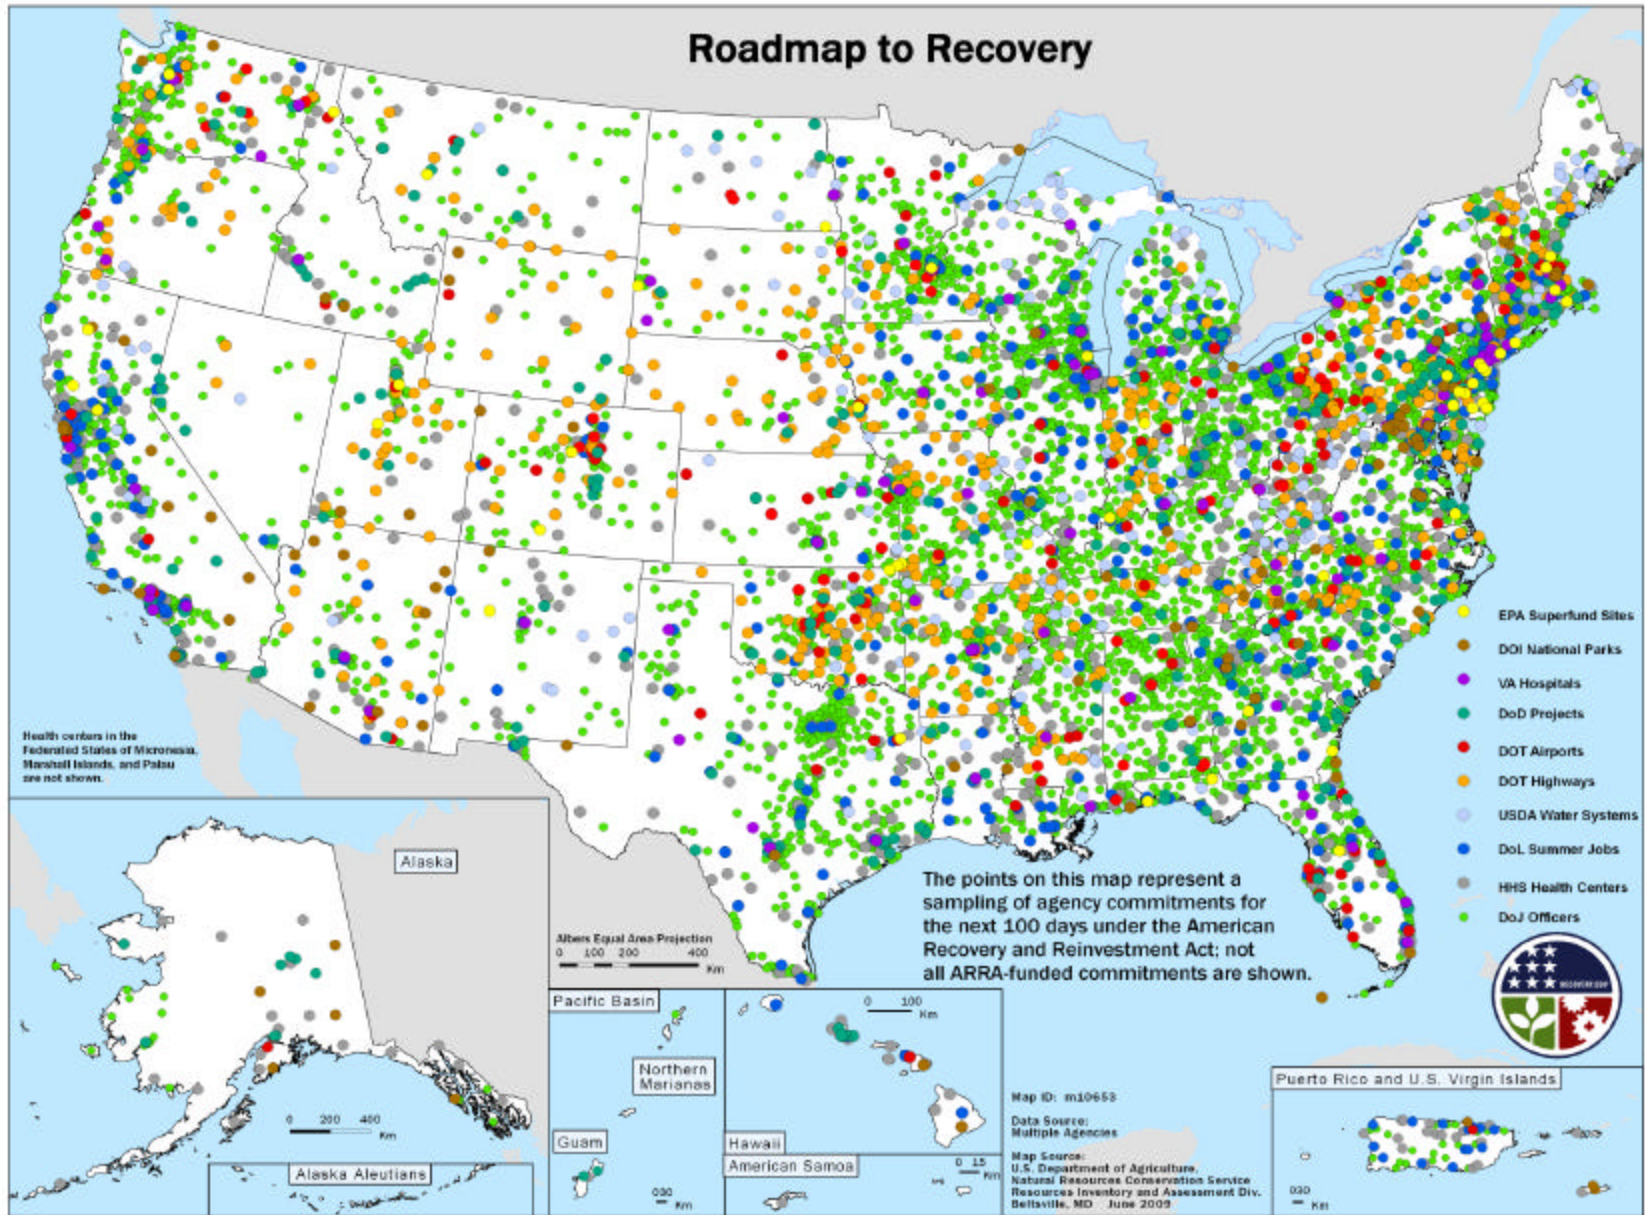 Roadmap to Recovery
EPA Superfund Sites
DOI National Parks
VA Hospitals
DoD Projects
DOT Airports
DOT Highways
USDA Water Systems
DoL Summer Jobs
HHS Health Centers
DoJ Officers
Health centers in the
Federated States of Micronesia,
Marshall Islands, and Palau
are not shown.
Alaska
The points on this map represent a
sampling of agency commitments for
the next 100 days under the American
Recovery and Reinvestment Act; not
all ARRA-funded commitments are shown.
Albers Equal Area Projection
0 100 200 400
Km
RECOVERY.GOV
Pacific Basin
Northern
Marianas
Guam
030
Km
0 100
Km
Hawaii
American Samoa
0 15
Km
0 200 400
Km
Alaska Aleutians
Map ID: m10653
Data Source:
Multiple Agencies
Map Source:
U.S. Department of Agriculture,
Natural Resources Conservation Service
Resources Inventory and Assessment Div.
Beltsville, MD June 2009
Puerto Rico and U.S. Virgin Islands
030
Km